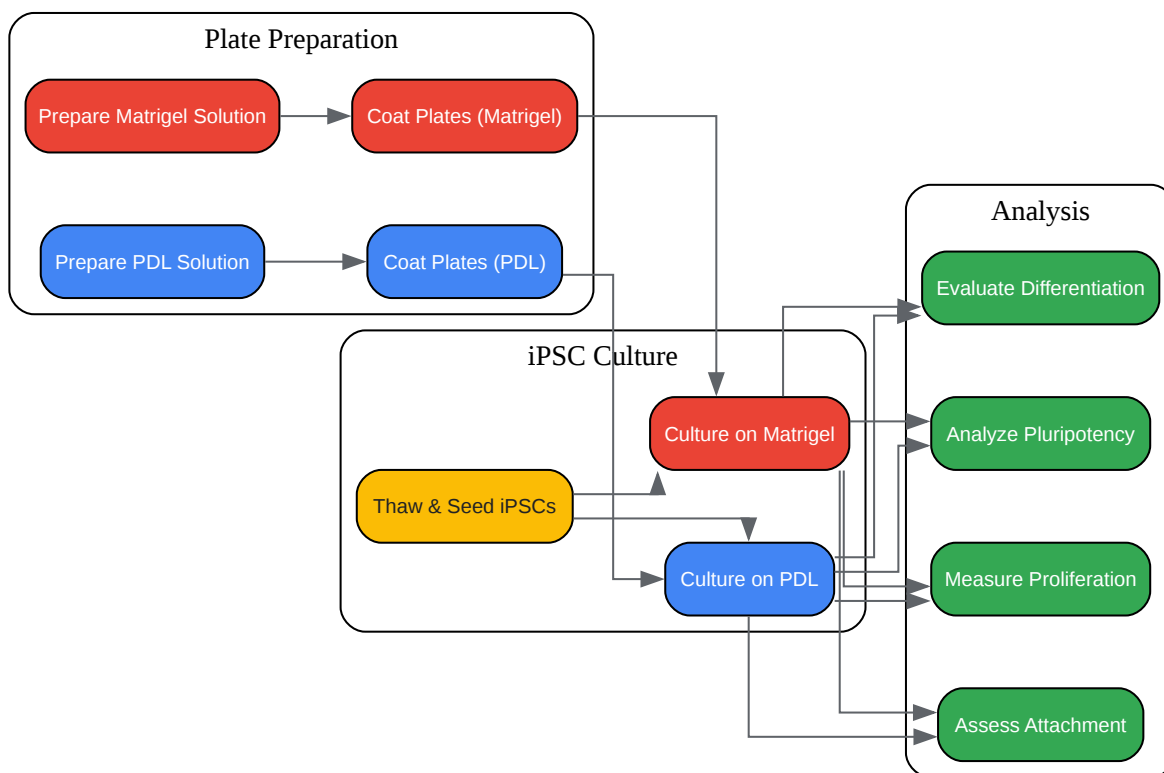 Plate Preparation
Prepare Matrigel Solution
Coat Plates (Matrigel)
Prepare PDL Solution
Coat Plates (PDL)
iPSC Culture
Culture on Matrigel
Thaw & Seed iPSCs
Culture on PDL
Analysis
Evaluate Differentiation
Analyze Pluripotency
Measure Proliferation
Assess Attachment